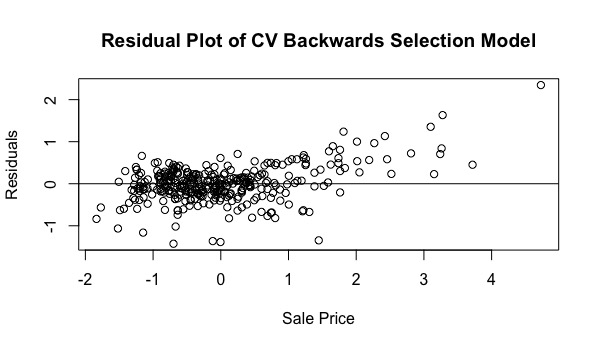 Residual Plot of CV Backwards Selection Model
Residuals
2
1
0
-1
-2 -1 0 1 2 3 4
Sale Price